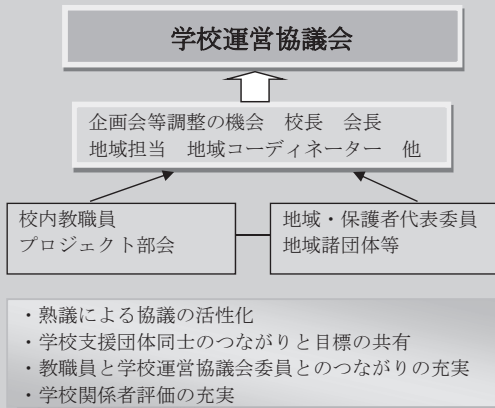 学校運営協議会
企画会等調整の機会　校長　会長
地域担当　地域コーディネーター　他
校内教職員
プロジェクト部会
地域・保護者代表委員
地域諸団体等
・熟議による協議の活性化
・学校支援団体同士のつながりと目標の共有
・教職員と学校運営協議会委員とのつながりの充実
・学校関係者評価の充実